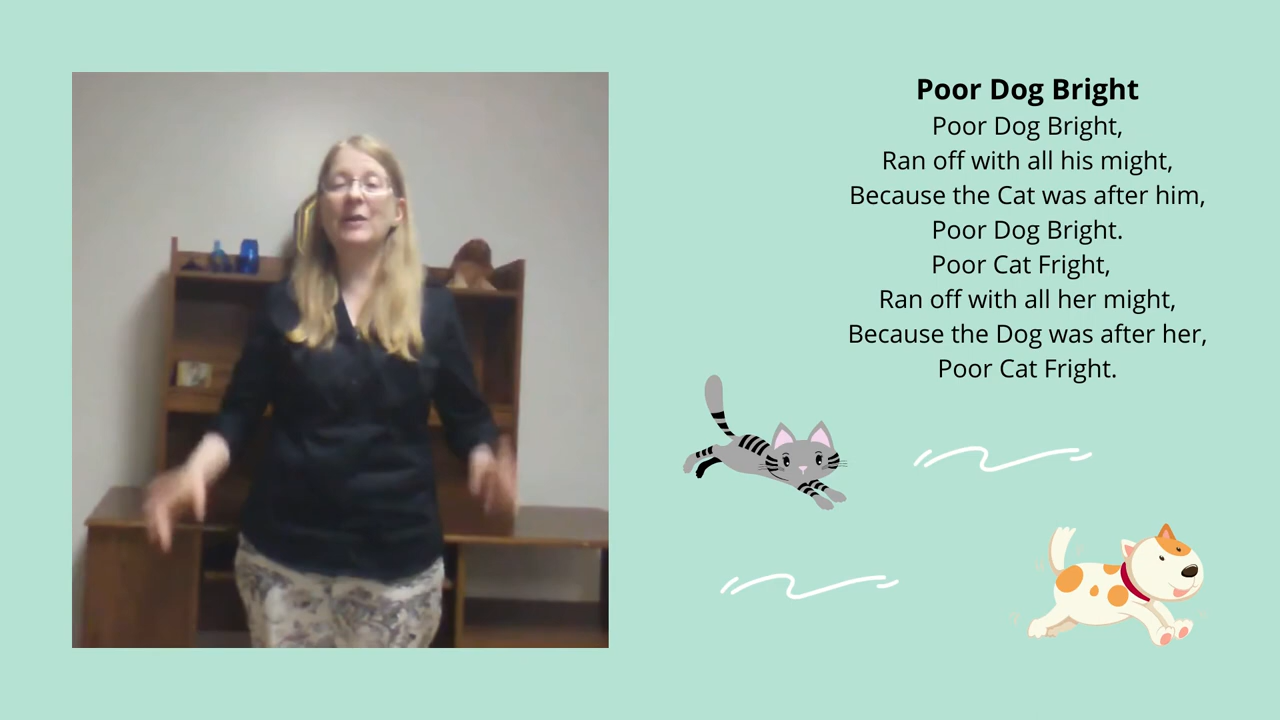 Poor Dog Bright
Poor Dog Bright,
Ran off with all his might,
Because the Cat was after him,
Poor Dog Bright.
Poor Cat Fright,
Ran off with all her might,
Because the Dog was after her,
Poor Cat Fright.